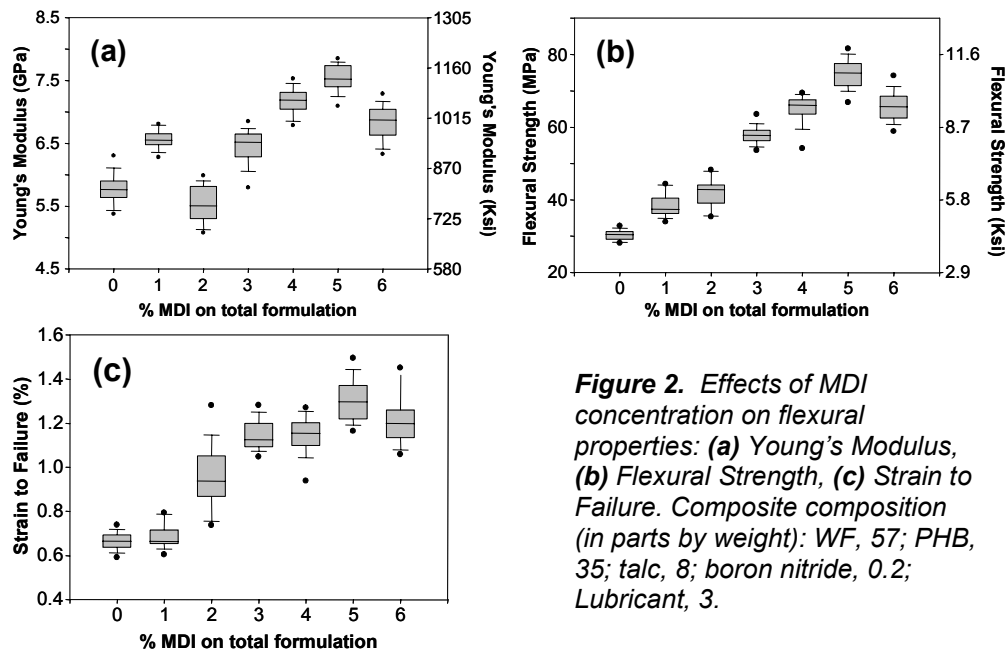 (a)
Young's Modulus (GPa)
8.5
7.5
6.5
5.5
4.5
1305
1160
1015
870
725
580
Young's Modulus (Ksi)
0 1 2 3 4 5 6
% MDI on total formulation
(b)
Flexural Strength (MPa)
80
60
40
20
11.6
8.7
5.8
2.9
Flexural Strength (Ksi)
0 1 2 3 4 5 6
% MDI on total formulation
(c)
Strain to Failure (%)
1.6
1.4
1.2
1.0
0.8
0.6
0.4
0 1 2 3 4 5 6
% MDI on total formulation
Figure 2. Effects of MDI
concentration on flexural
properties: (a) Young's Modulus,
(b) Flexural Strength, (c) Strain to
Failure. Composite composition
(in parts by weight): WF, 57; PHB,
35; talc, 8; boron nitride, 0.2;
Lubricant, 3.